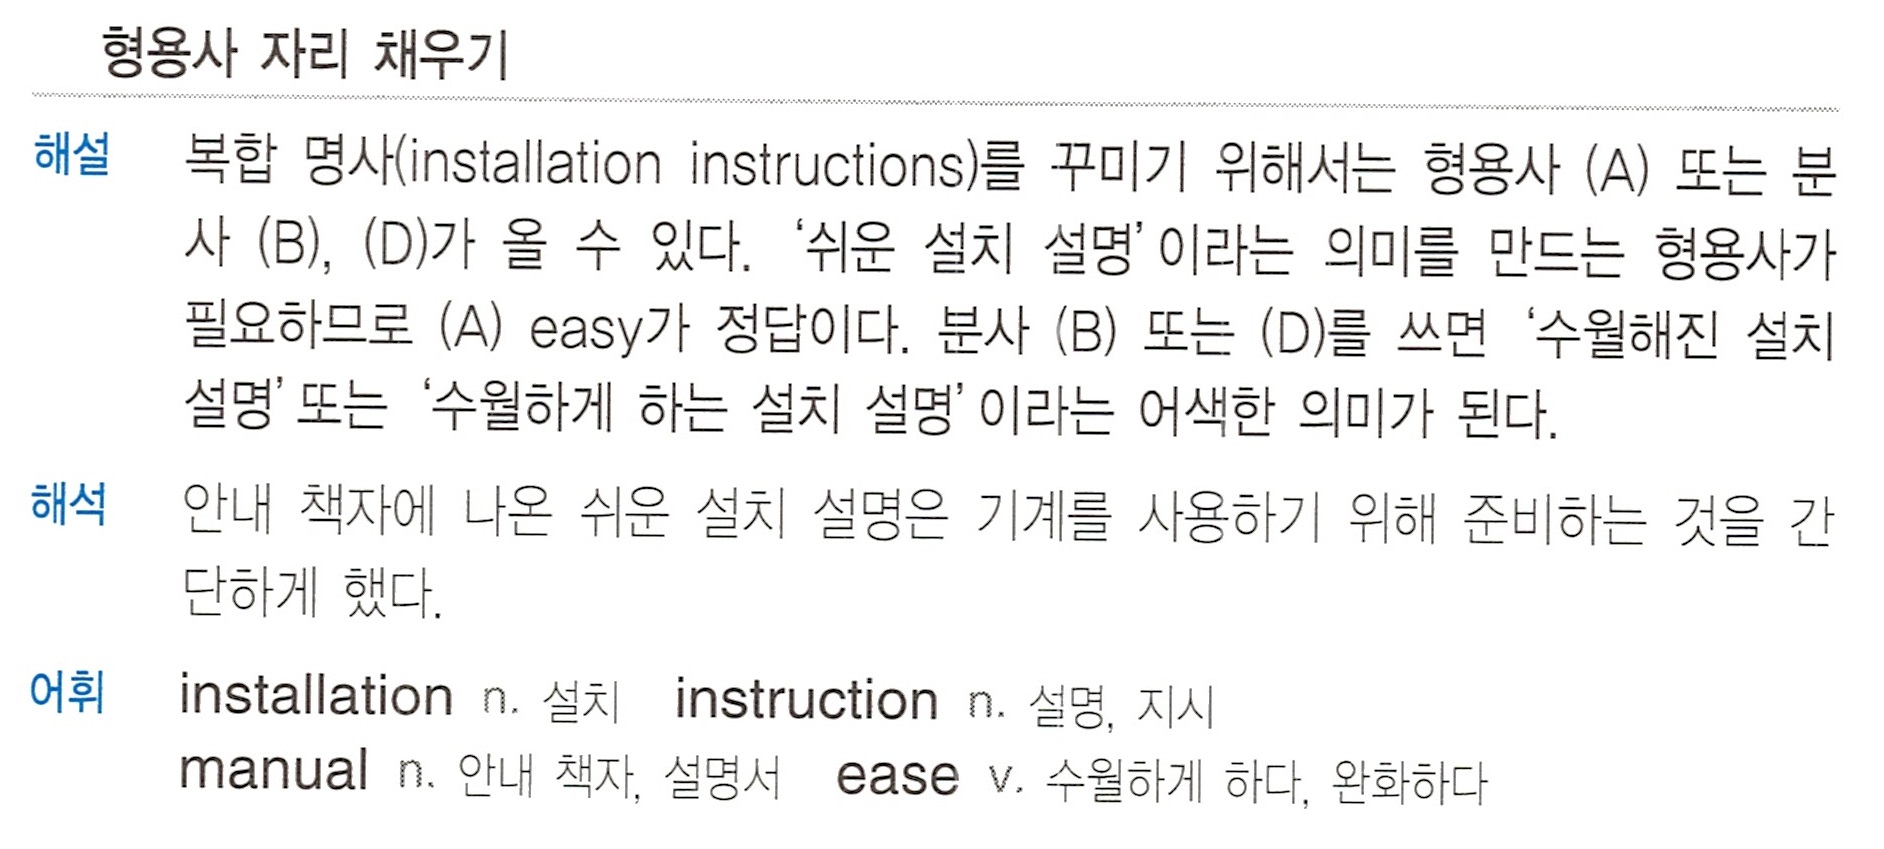 형용사 자리 채우기
해설 복합 명사(installation instructions)를 꾸미기 위해서는 형용사 (A) 또는 분
사 (B), (D)가 올 수 있다. ‘쉬운 설치 설명’이라는 의미를 만드는 형용사가
필요하므로 (A) easy가 정답이다. 분사 (B) 또는 (D)를 쓰면 ‘수월해진 설치
설명’ 또는 ‘수월하게 하는 설치 설명’이라는 어색한 의미가 된다.
해석 안내 책자에 나온 쉬운 설치 설명은 기계를 사용하기 위해 준비하는 것을 간
단하게 했다.
어휘 installation n. 설치 instruction n. 설명, 지시
manual n. 안내 책자, 설명서 ease v. 수월하게 하다, 완화하다